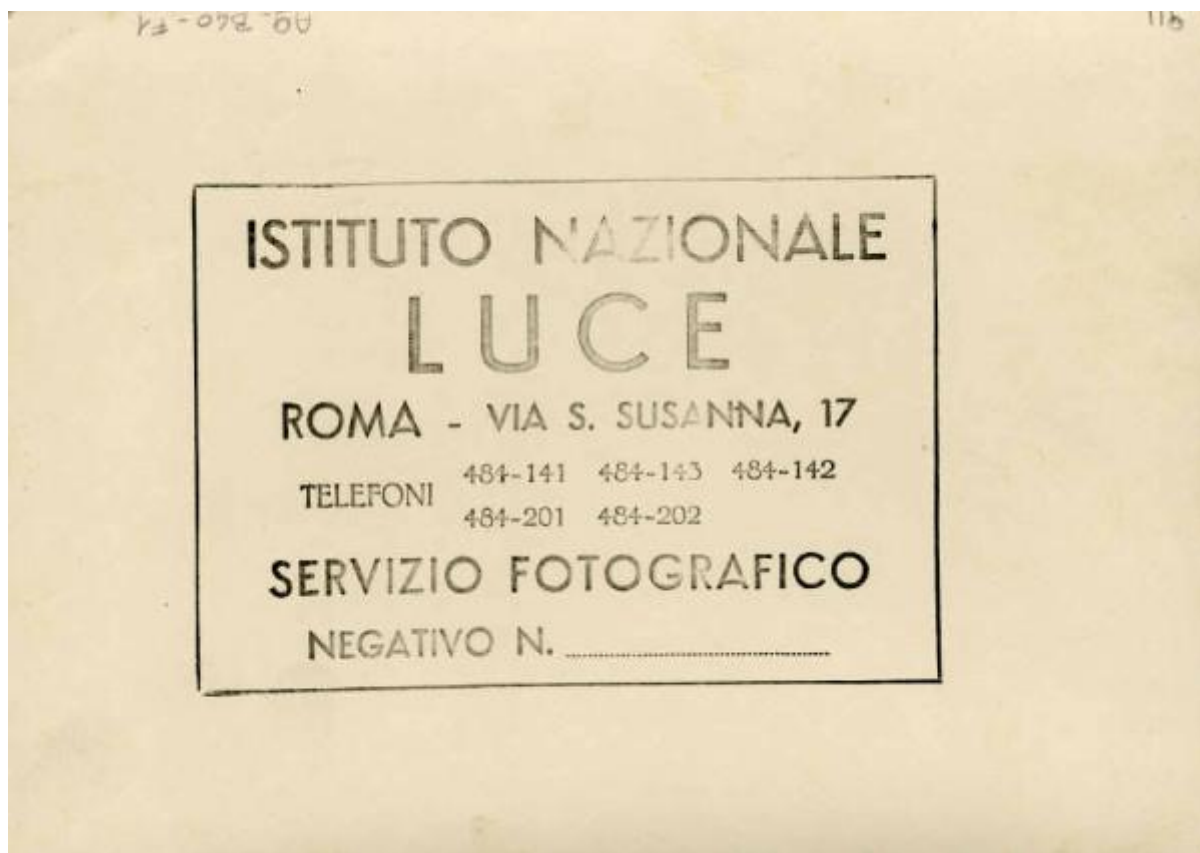 ISTITUTO NAZIONALE
LUCE
ROMA - VIA S. SUSANNA, 17
TELEFONI 484-141 484-143 484-142
484-201 484-202
SERVIZIO FOTOGRAFICO
NEGATIVO N.